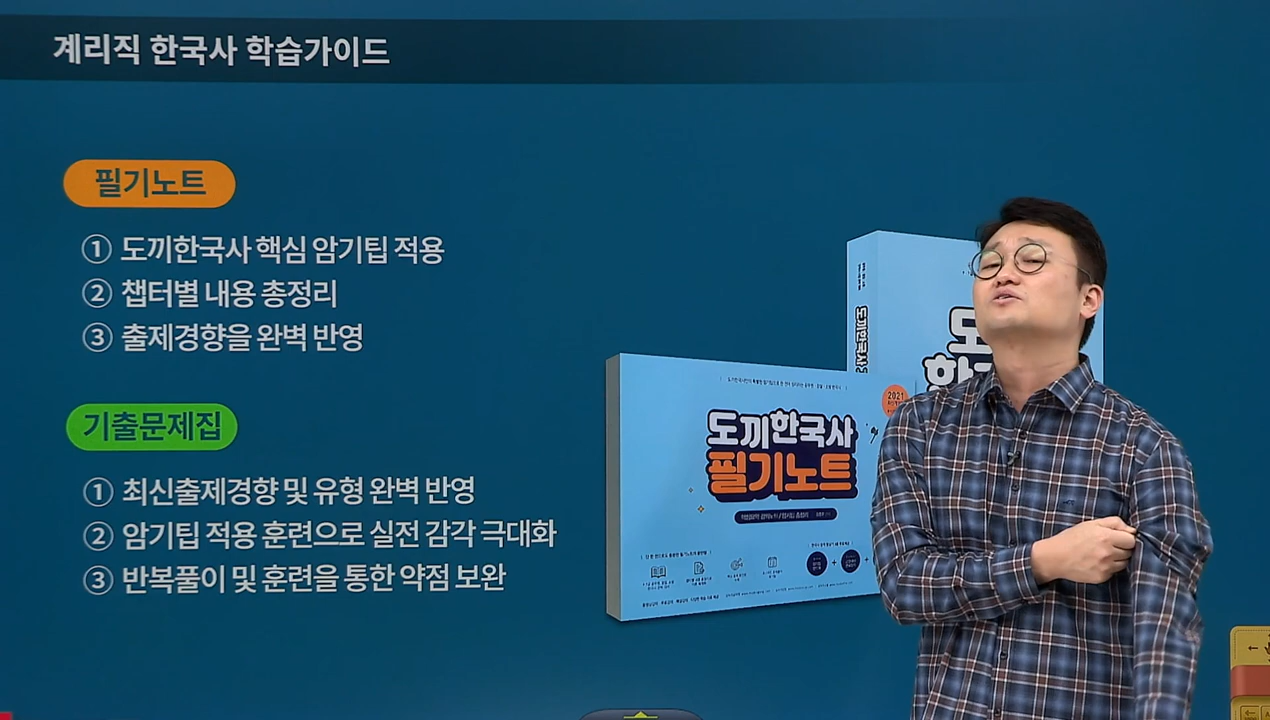 계리직 한국사 학습가이드
필기노트
① 도끼한국사 핵심 암기팁 적용
② 챕터별 내용 총정리
③ 출제경향을 완벽 반영
기출문제집
① 최신출제경향 및 유형 완벽 반영
② 암기팁 적용 훈련으로 실전 감각 극대화
③ 반복풀이 및 훈련을 통한 약점 보완
도끼한국사
2021
도끼한국사
필기노트